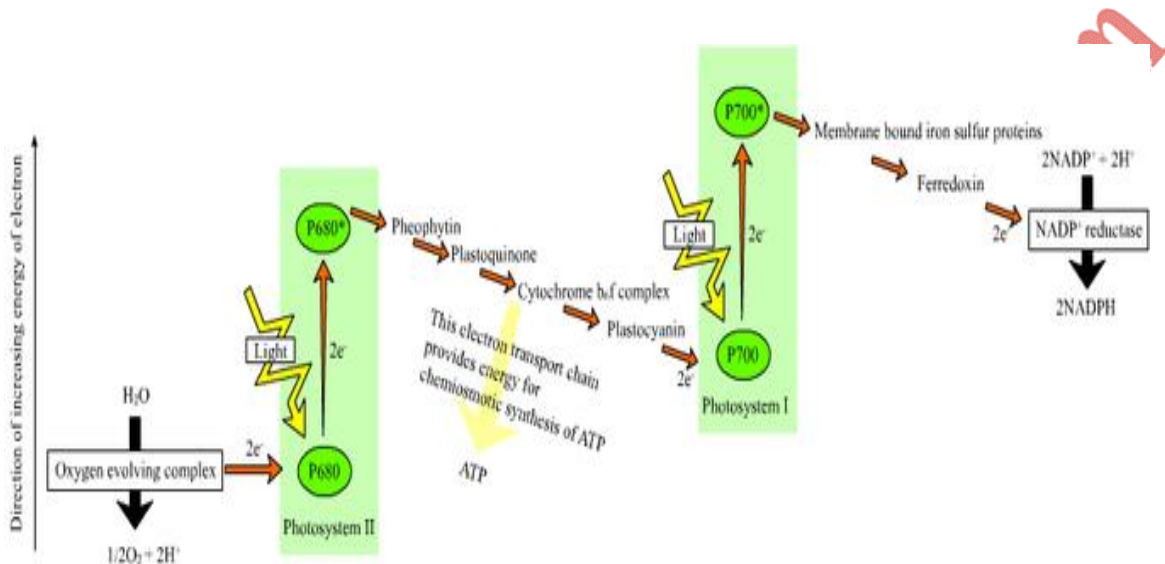 Direction of increasing energy of electron
H₂O
Oxygen evolving complex
1/2O₂ + 2H⁺
2e⁻
Light
2e⁻
P680*
P680
Photosystem II
Pheophytin
Plastoquinone
Cytochrome b₆f complex
Plastocyanin
2e⁻
This electron transport chain
provides energy for
chemiosmotic synthesis of ATP
ATP
Light
2e⁻
P700*
P700
Photosystem I
Membrane bound iron sulfur proteins
Ferredoxin
2e⁻
2NADP⁺ + 2H⁺
NADP⁺ reductase
2NADPH